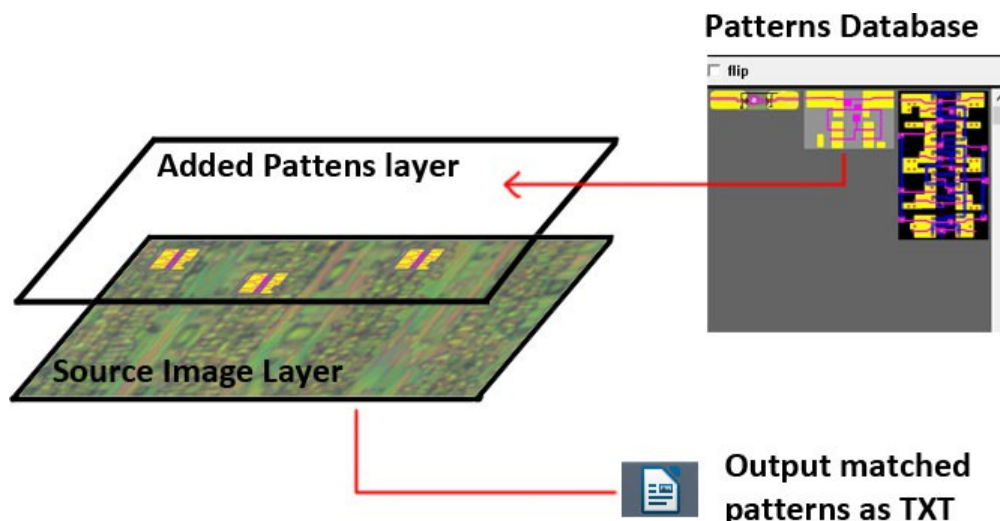 Patterns Database
flip
Added Pattens layer
Source Image Layer
Output matched
patterns as TXT